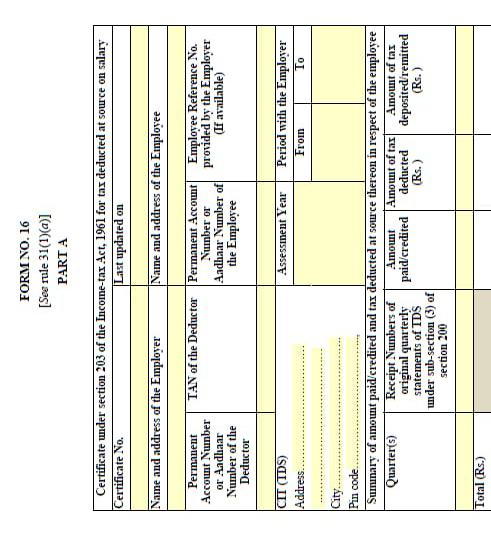 FORM NO. 16
[See rule 31(1)(a)]
PART A
Certificate under section 203 of the Income-tax Act, 1961 for tax deducted at source on salary
Certificate No.
Last updated on
Name and address of the Employer
Name and address of the Employee
Permanent
Account Number
or Aadhaar
Number of the
Deductor
TAN of the Deductor
Permanent Account
Number or
Aadhaar Number of
the Employee
Employee Reference No.
provided by the Employer
(If available)
CIT (TDS)
Address
City
Pin code
Assessment Year
Period with the Employer
From
To
Summary of amount paid/credited and tax deducted at source thereon in respect of the employee
Quarter(s)
Receipt Numbers of
original quarterly
statements of TDS
under sub-section (3) of
section 200
Amount
paid/credited
Amount of tax
deducted
(Rs.)
Amount of tax
deposited/remitted
(Rs.)
Total (Rs.)